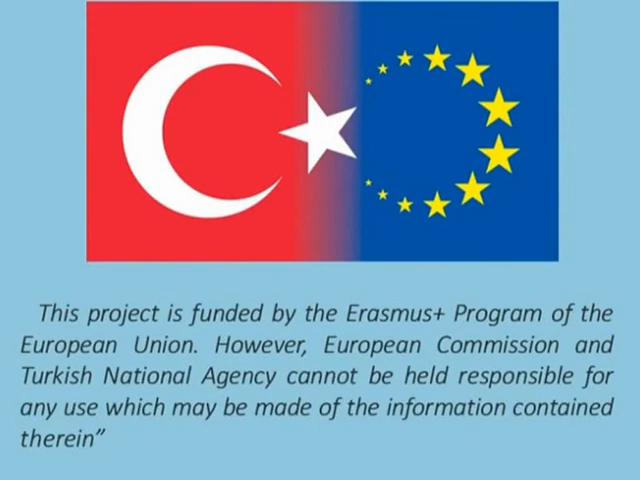 This project is funded by the Erasmus+ Program of the
European Union. However, European Commission and
Turkish National Agency cannot be held responsible for
any use which may be made of the information contained
therein”